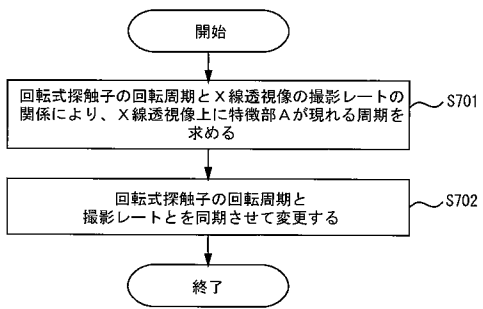 開始
回転式探触子の回転周期とX線透視像の撮影レートの
関係により、X線透視像上に特徴部Aが現れる周期を
求める
S701
回転式探触子の回転周期と
撮影レートとを同期させて変更する
S702
終了